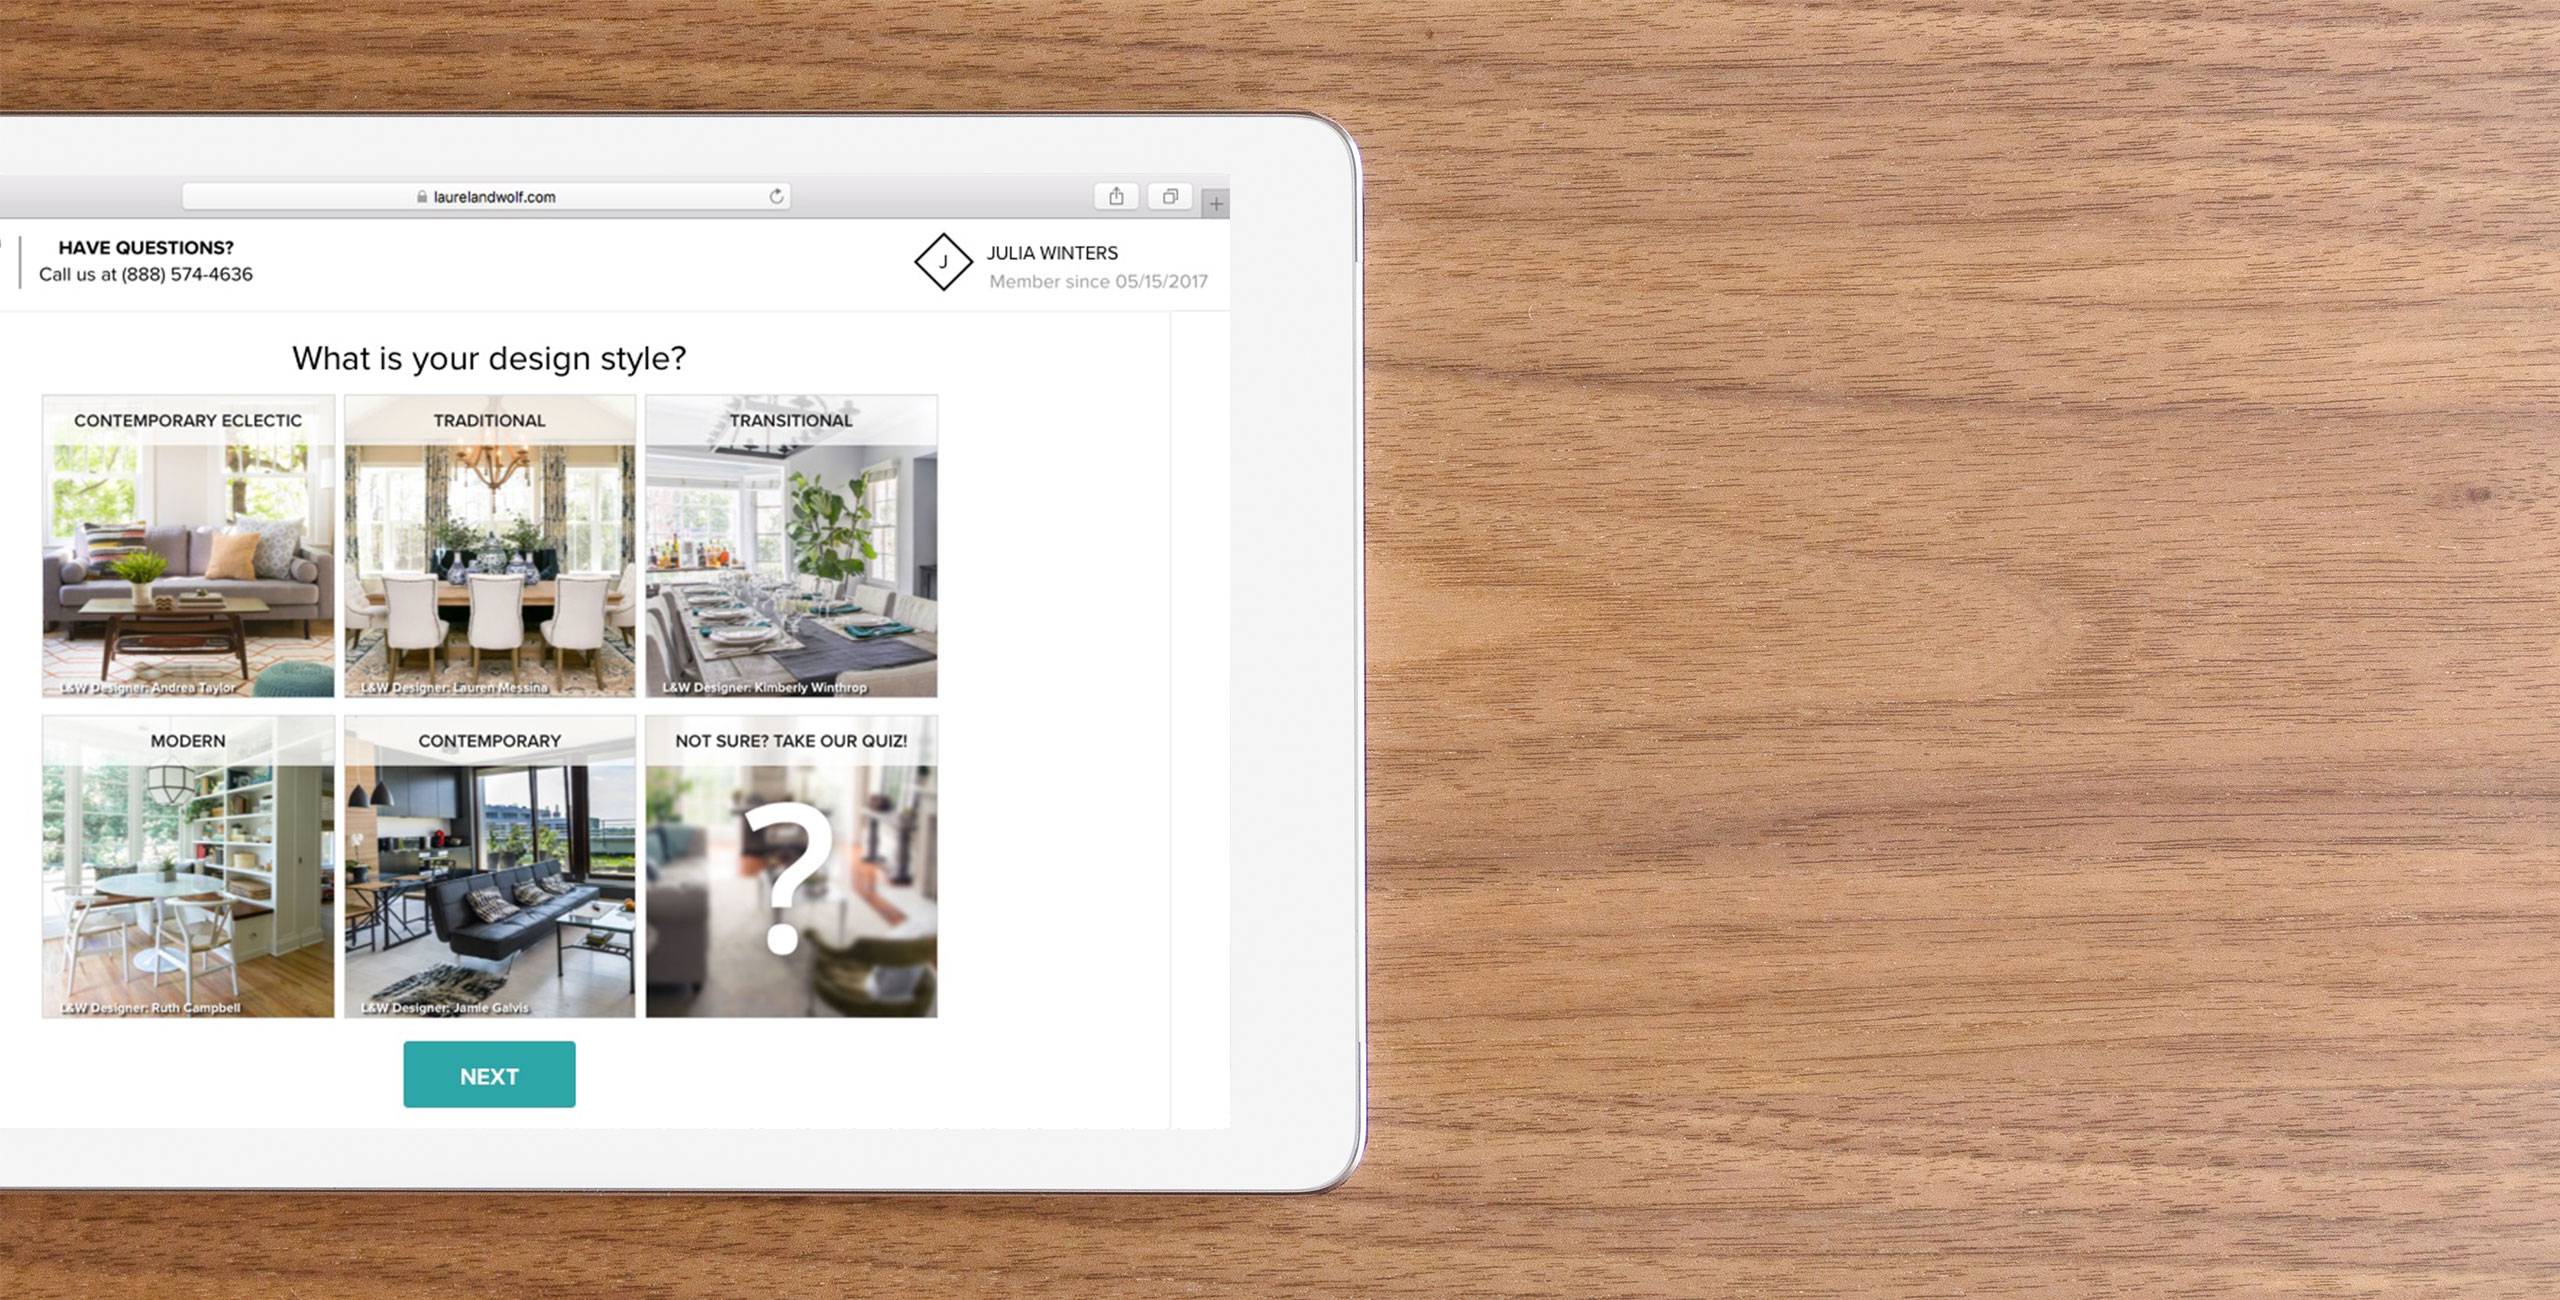 laurelandwolf.com
HAVE QUESTIONS?
Call us at (888) 574-4636
J
JULIA WINTERS
Member since 05/15/2017
What is your design style?
CONTEMPORARY ECLECTIC
TRADITIONAL
TRANSITIONAL
L&W Designer: Andrea Taylor
L&W Designer: Lauren Messina
L&W Designer: Kimberly Winthrop
MODERN
CONTEMPORARY
NOT SURE? TAKE OUR QUIZ!
?
L&W Designer: Ruth Campbell
L&W Designer: Jamie Galvis
NEXT